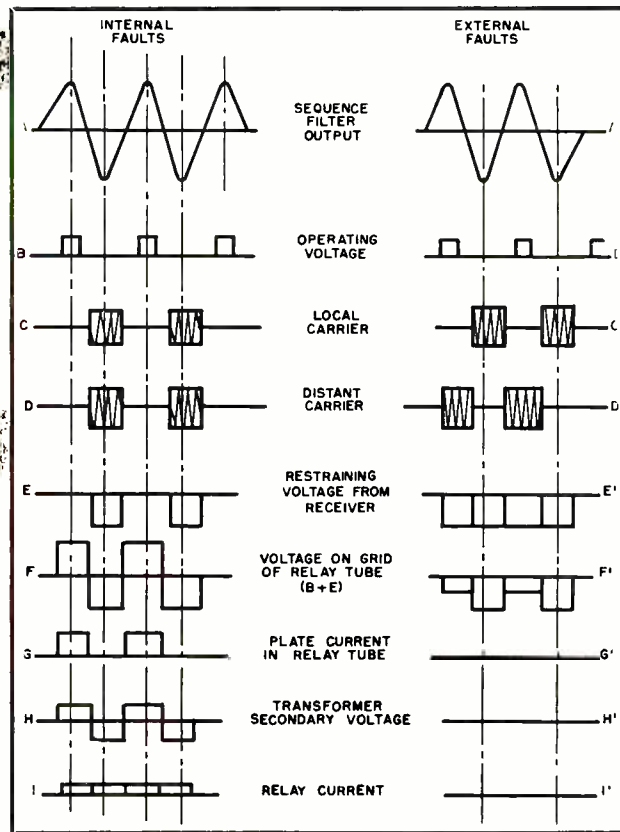 INTERNAL
FAULTS
EXTERNAL
FAULTS
SEQUENCE
FILTER
OUTPUT
OPERATING
VOLTAGE
B
LOCAL
CARRIER
C
C
DISTANT
CARRIER
D
D
RESTRAINING
VOLTAGE FROM
RECEIVER
E
E'
VOLTAGE ON GRID
OF RELAY TUBE
(B+E)
F
F'
PLATE CURRENT
IN RELAY TUBE
G
G'
TRANSFORMER
SECONDARY VOLTAGE
H
H'
RELAY CURRENT
I
I'